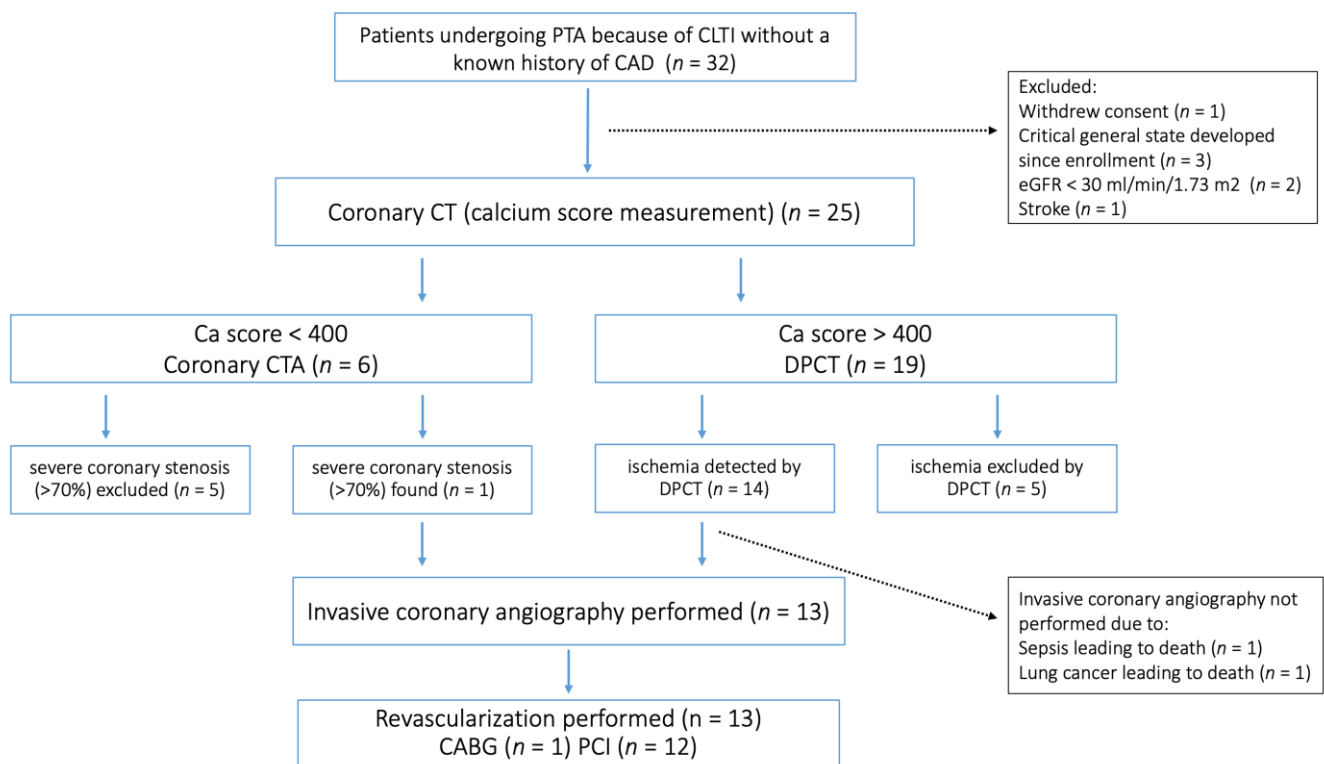 Patients undergoing PTA because of CLTI without a
known history of CAD (n = 32)
Excluded:
Withdrew consent (n = 1)
Critical general state developed
since enrollment (n = 3)
eGFR < 30 ml/min/1.73 m2 (n = 2)
Stroke (n = 1)
Coronary CT (calcium score measurement) (n = 25)
Ca score < 400
Coronary CTA (n = 6)
Ca score > 400
DPCT (n = 19)
severe coronary stenosis
(>70%) excluded (n = 5)
severe coronary stenosis
(>70%) found (n = 1)
ischemia detected by
DPCT (n = 14)
ischemia excluded by
DPCT (n = 5)
Invasive coronary angiography performed (n = 13)
Invasive coronary angiography not
performed due to:
Sepsis leading to death (n = 1)
Lung cancer leading to death (n = 1)
Revascularization performed (n = 13)
CABG (n = 1) PCI (n = 12)